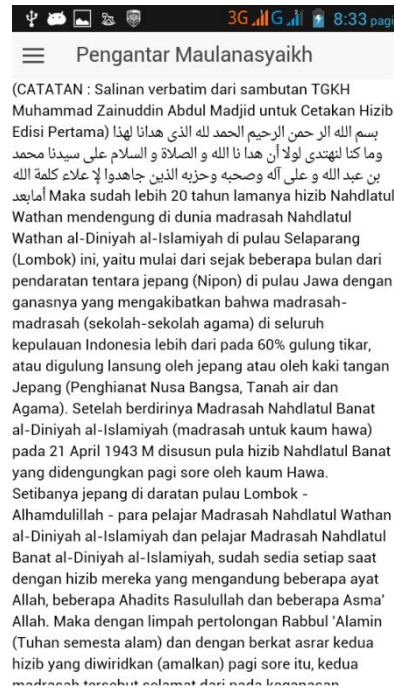 3G G 8:33 pagi
Pengantar Maulanasyaikh
(CATATAN : Salinan verbatim dari sambutan TGKH
Muhammad Zainuddin Abdul Madjid untuk Cetakan Hizib
Edisi Pertama) بسم الله الر حمن الرحيم الحمد لله الذى هدانا لهذا
وما كنا لنهتدى لولا أن هدا نا الله و الصلاة و السلام على سيدنا محمد
بن عبد الله و على آله وصحبه وحزبه الذين جاهدوا لإ علاء كلمة الله
أمابعد Maka sudah lebih 20 tahun lamanya hizib Nahdlatul
Wathan mendengung di dunia madrasah Nahdlatul
Wathan al-Diniyah al-Islamiyah di pulau Selaparang
(Lombok) ini, yaitu mulai dari sejak beberapa bulan dari
pendaratan tentara jepang (Nipon) di pulau Jawa dengan
ganasnya yang mengakibatkan bahwa madrasah-
madrasah (sekolah-sekolah agama) di seluruh
kepulauan Indonesia lebih dari pada 60% gulung tikar,
atau digulung lansung oleh jepang atau oleh kaki tangan
Jepang (Penghianat Nusa Bangsa, Tanah air dan
Agama). Setelah berdirinya Madrasah Nahdlatul Banat
al-Diniyah al-Islamiyah (madrasah untuk kaum hawa)
pada 21 April 1943 M disusun pula hizib Nahdlatul Banat
yang didengungkan pagi sore oleh kaum Hawa.
Setibanya jepang di daratan pulau Lombok -
Alhamdulillah - para pelajar Madrasah Nahdlatul Wathan
al-Diniyah al-Islamiyah dan pelajar Madrasah Nahdlatul
Banat al-Diniyah al-Islamiyah, sudah sedia setiap saat
dengan hizib mereka yang mengandung beberapa ayat
Allah, beberapa Ahadits Rasulullah dan beberapa Asma'
Allah. Maka dengan limpah pertolongan Rabbul 'Alamin
(Tuhan semesta alam) dan dengan berkat asrar kedua
hizib yang diwiridkan (amalkan) pagi sore itu, kedua
madrasah tersebut selamat dari pada keganasan